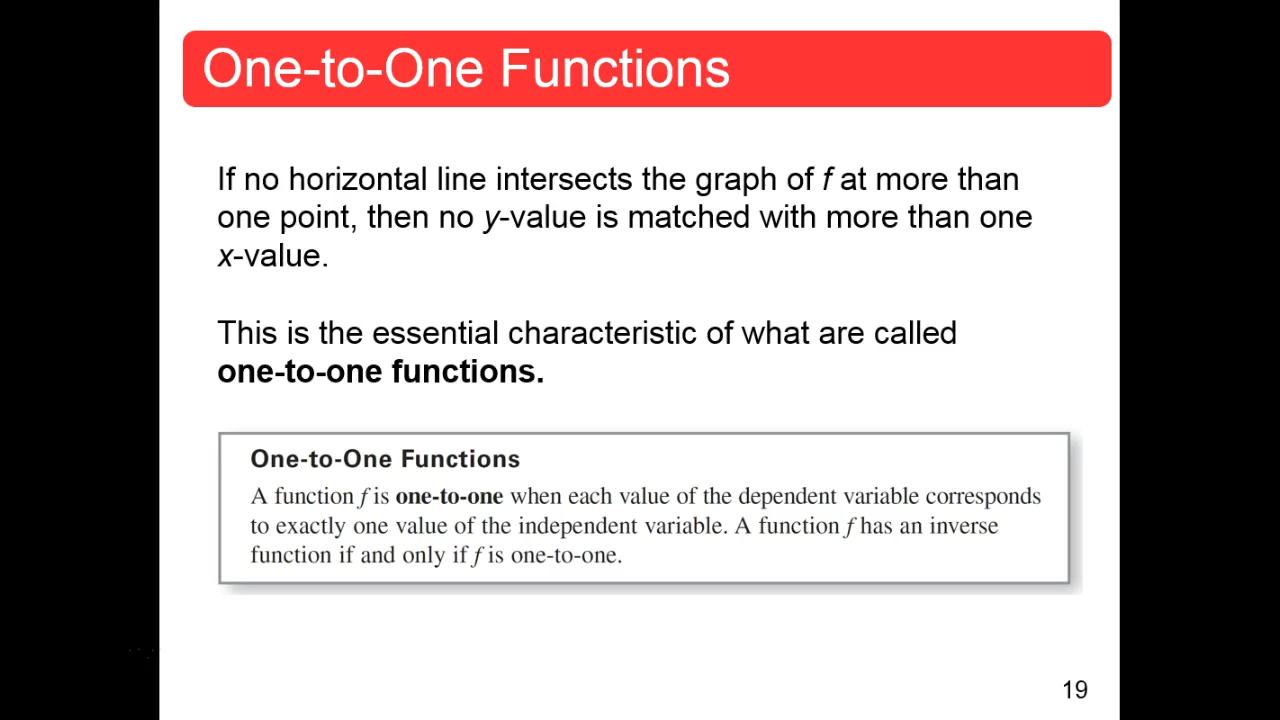 One-to-One Functions
If no horizontal line intersects the graph of f at more than
one point, then no y-value is matched with more than one
x-value.
This is the essential characteristic of what are called
one-to-one functions.
One-to-One Functions
A function f is one-to-one when each value of the dependent variable corresponds
to exactly one value of the independent variable. A function f has an inverse
function if and only if f is one-to-one.
19